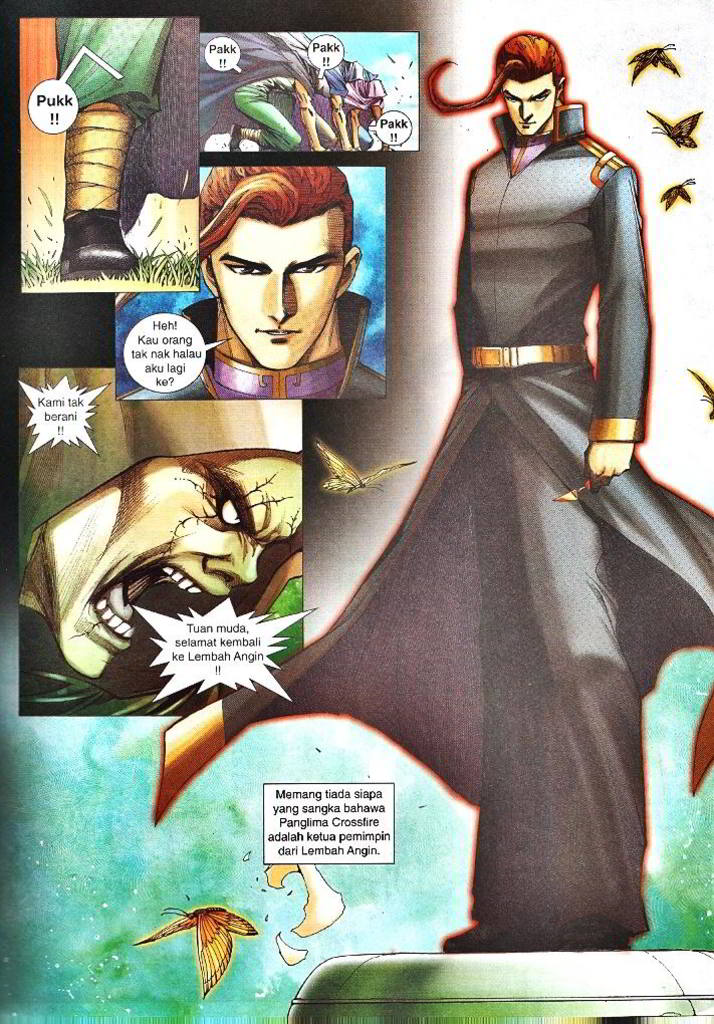 Pukk
!!
Pakk
!!
Pakk
!!
Pakk
!!
Heh!
Kau orang
tak nak halau
aku lagi
ke?
Kami tak
berani
!!
Tuan muda,
selamat kembali
ke Lembah Angin
!!
Memang tiada siapa
yang sangka bahawa
Panglima Crossfire
adalah ketua pemimpin
dari Lembah Angin.